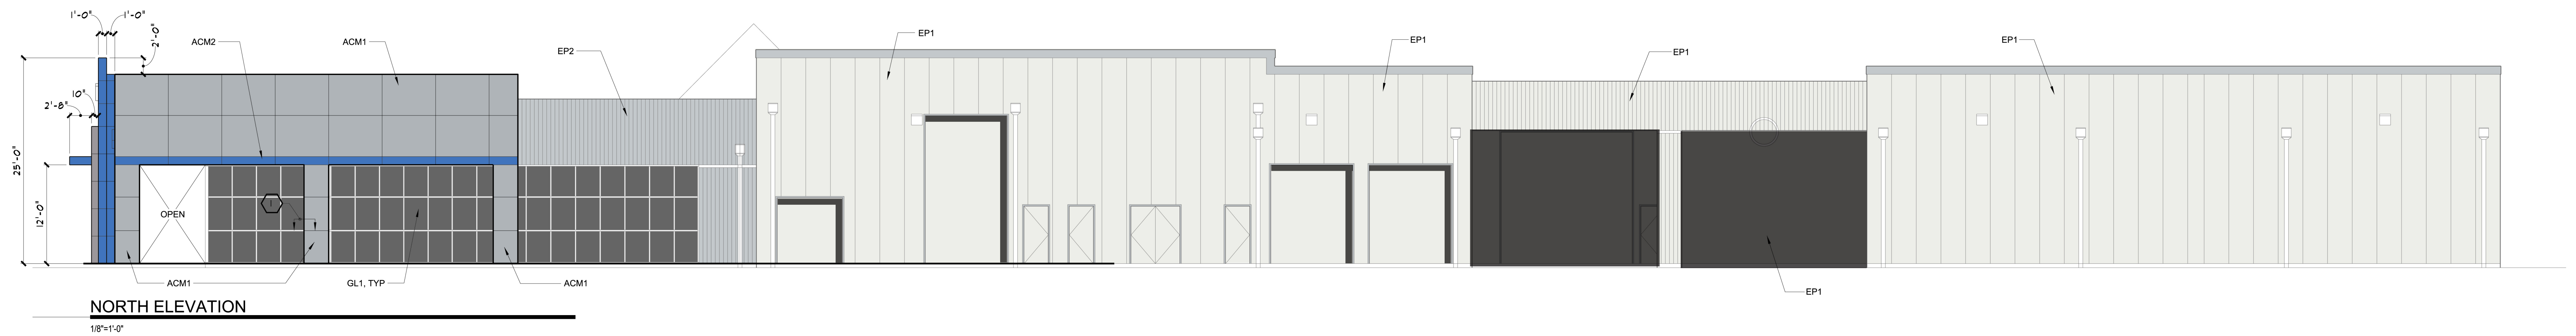 1'-0" 1'-0"
2'-0"
ACM2
ACM1
EP2
EP1
EP1
EP1
EP1
10"
2'-8"
25'-0"
12'-0"
OPEN
1
ACM1
GL1, TYP
ACM1
EP1
NORTH ELEVATION
1/8"=1'-0"